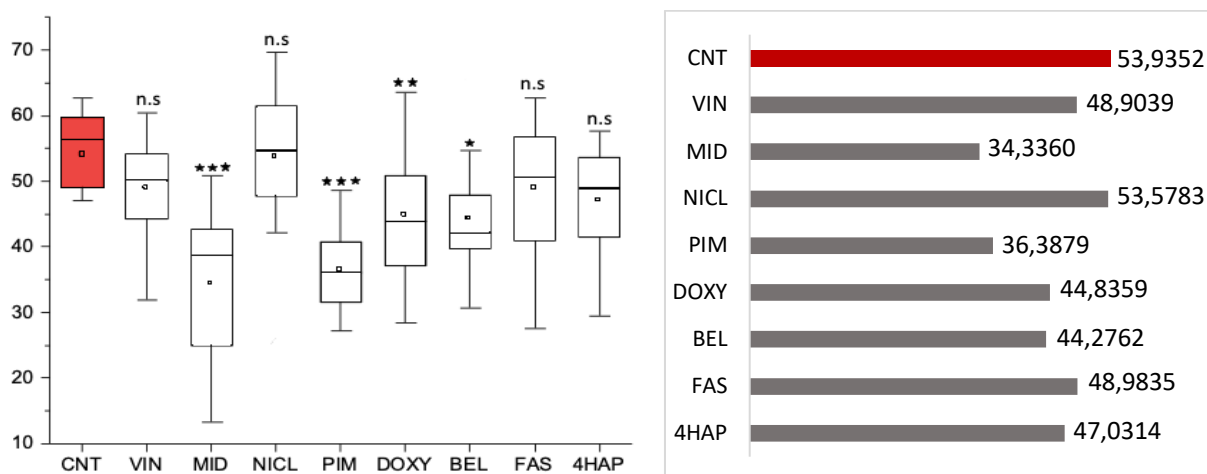 n.s
70
n.s
★★
n.s
60
n.s
★
★★★
★★★
50
40
30
20
10
CNT VIN MID NICL PIM DOXY BEL FAS 4HAP
CNT 53,9352
VIN 48,9039
MID 34,3360
NICL 53,5783
PIM 36,3879
DOXY 44,8359
BEL 44,2762
FAS 48,9835
4HAP 47,0314